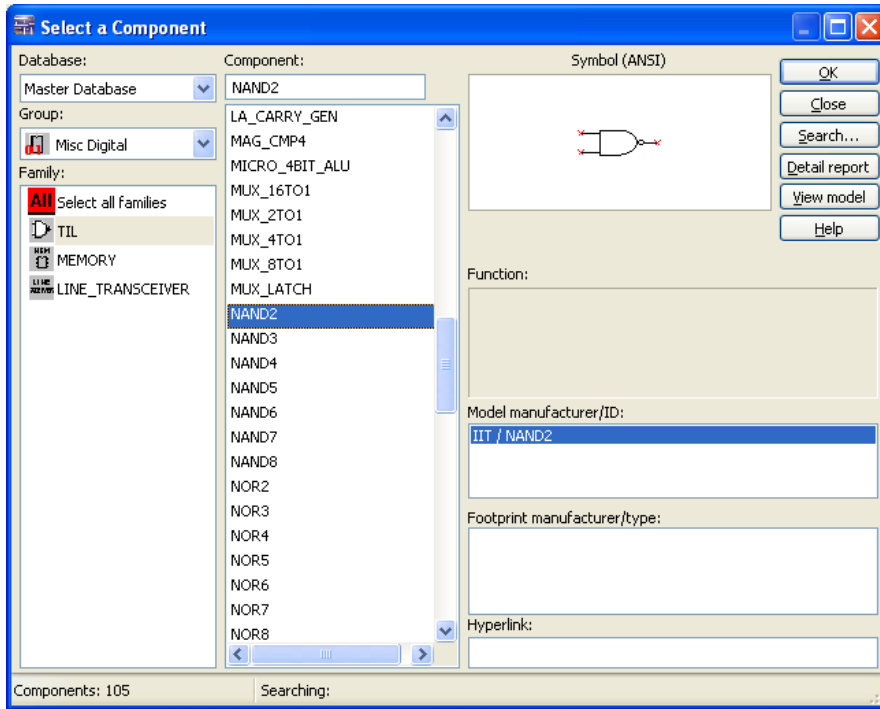 Select a Component
Database:
Master Database
Group:
Misc Digital
Family:
All Select all families
TIL
MEM MEMORY
LINE_TRANSCEIVER
Component:
NAND2
LA_CARRY_GEN
MAG_CMP4
MICRO_4BIT_ALU
MUX_16TO1
MUX_2TO1
MUX_4TO1
MUX_8TO1
MUX_LATCH
NAND2
NAND3
NAND4
NAND5
NAND6
NAND7
NAND8
NOR2
NOR3
NOR4
NOR5
NOR6
NOR7
NOR8
Symbol (ANSI)
OK
Close
Search...
Detail report
View model
Help
Function:
Model manufacturer/ID:
IIT / NAND2
Footprint manufacturer/type:
Hyperlink:
Components: 105
Searching: